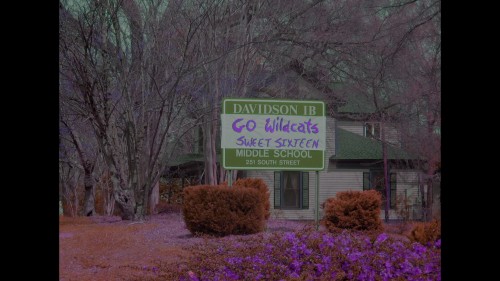 DAVIDSON IB
GO Wildcats
SWEET SIXTEEN
MIDDLE SCHOOL
251 SOUTH STREET